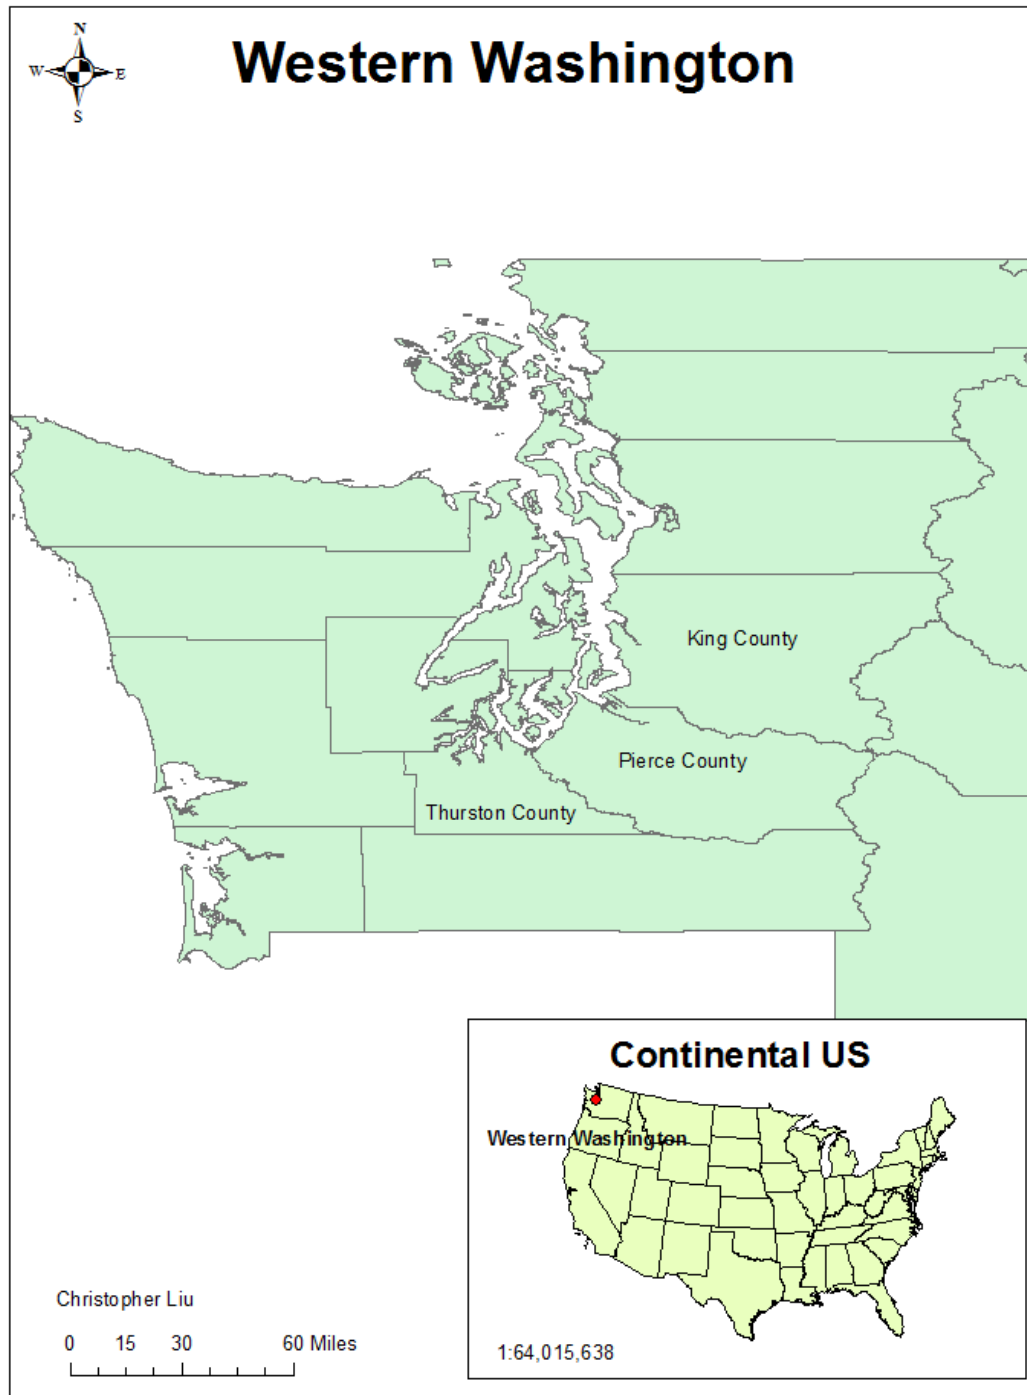 N
W E
S
Western Washington
King County
Pierce County
Thurston County
Continental US
Western Washington
1:64,015,638
Christopher Liu
0 15 30 60 Miles